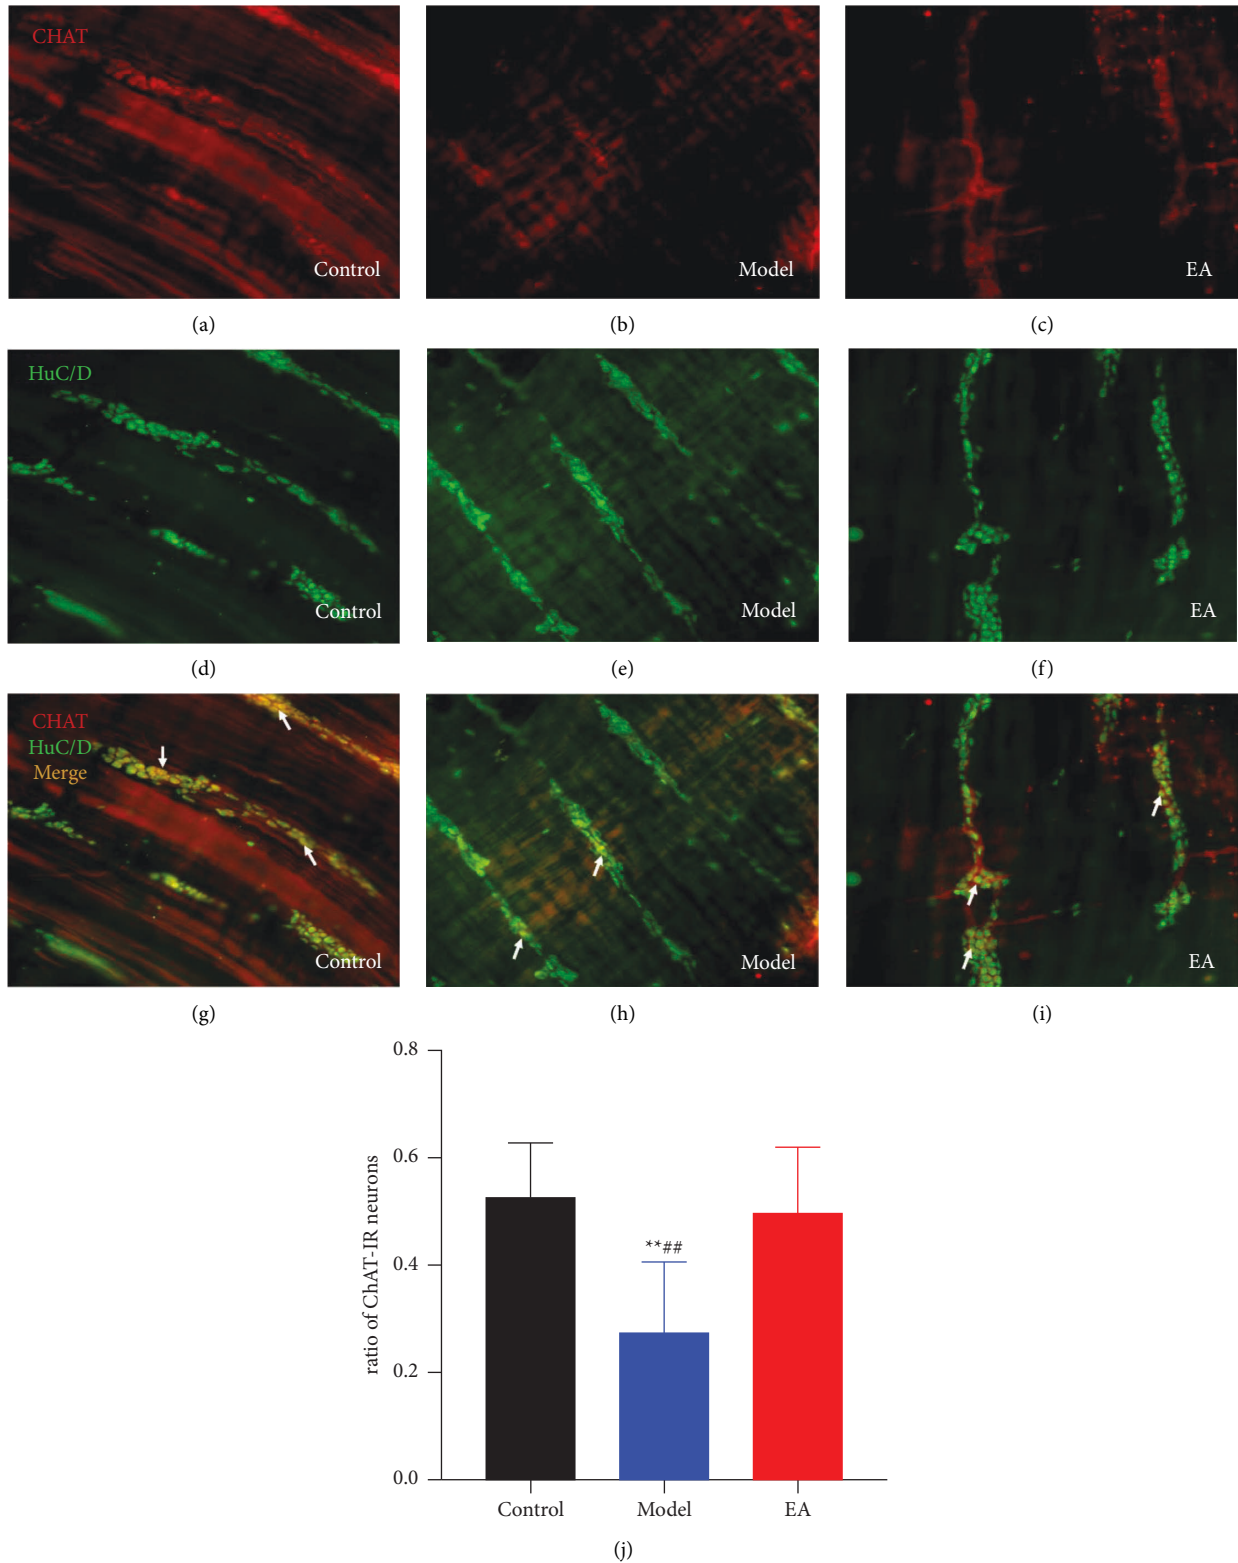 CHAT
Control
Model
EA
(a)
(b)
(c)
HuC/D
Control
Model
EA
(d)
(e)
(f)
CHAT
HuC/D
Merge
Control
Model
EA
(g)
(h)
(i)
0.8
0.6
0.4
0.2
0.0
ratio of ChAT-IR neurons
**##
Control
Model
EA
(j)